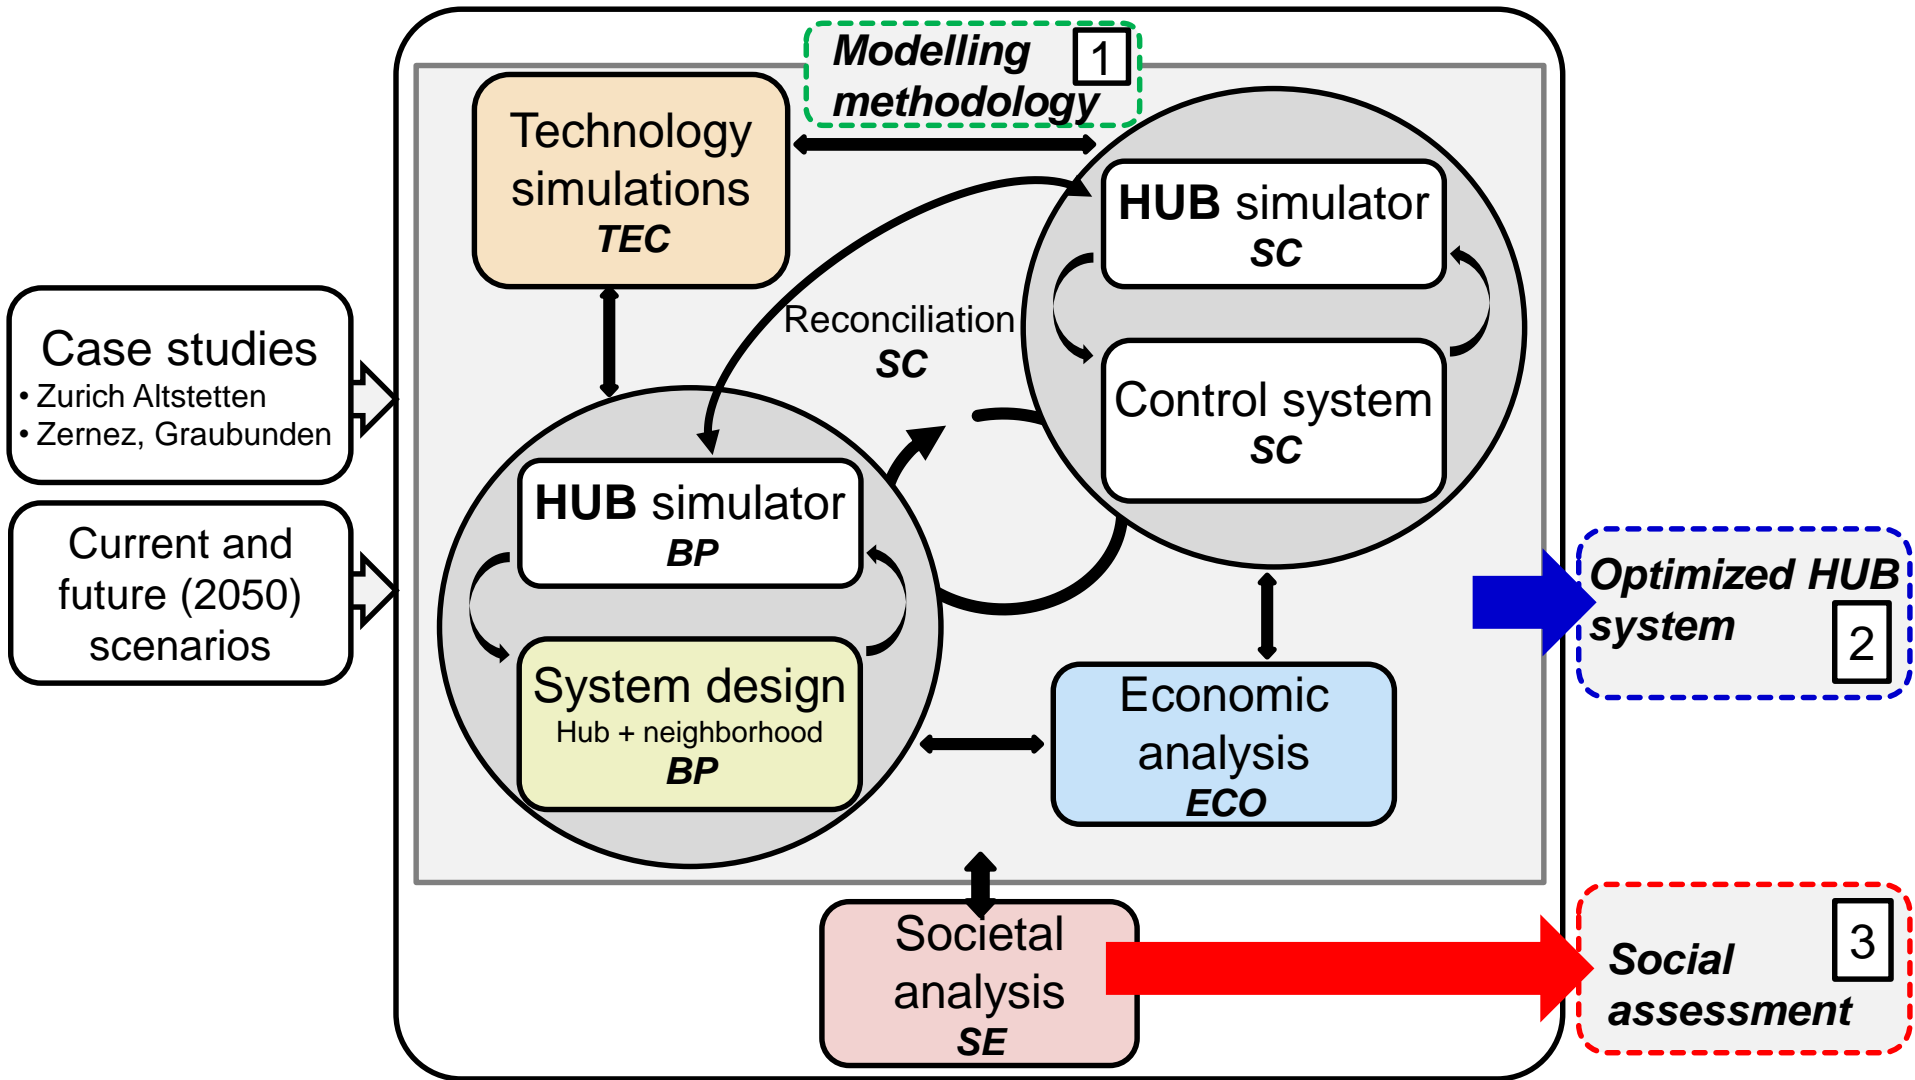 Modelling
methodology
1
Technology
simulations
TEC
HUB simulator
SC
Control system
SC
Reconciliation
SC
Case studies
• Zurich Altstetten
• Zernez, Graubunden
Current and
future (2050)
scenarios
HUB simulator
BP
System design
Hub + neighborhood
BP
Economic
analysis
ECO
Optimized HUB
system
2
Societal
analysis
SE
Social
assessment
3